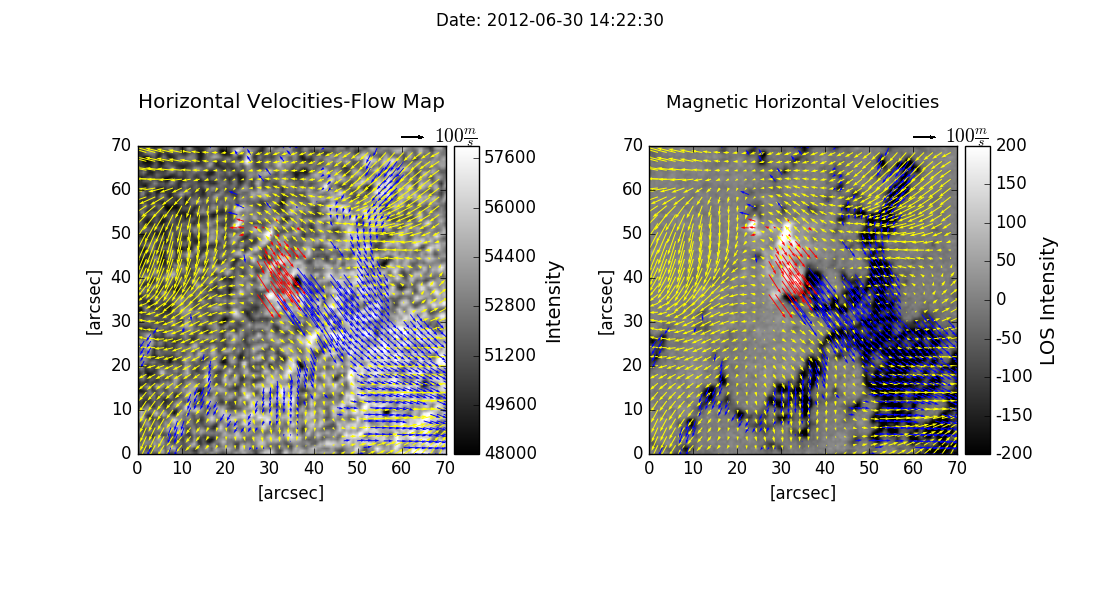 Date: 2012-06-30 14:22:30
Horizontal Velocities-Flow Map
Magnetic Horizontal Velocities
100 m/s
100 m/s
70
60
50
40
30
20
10
0
[arcsec]
0 10 20 30 40 50 60 70
[arcsec]
57600
56000
54400
52800
51200
49600
48000
Intensity
70
60
50
40
30
20
10
0
[arcsec]
0 10 20 30 40 50 60 70
[arcsec]
200
150
100
50
0
-50
-100
-150
-200
LOS Intensity